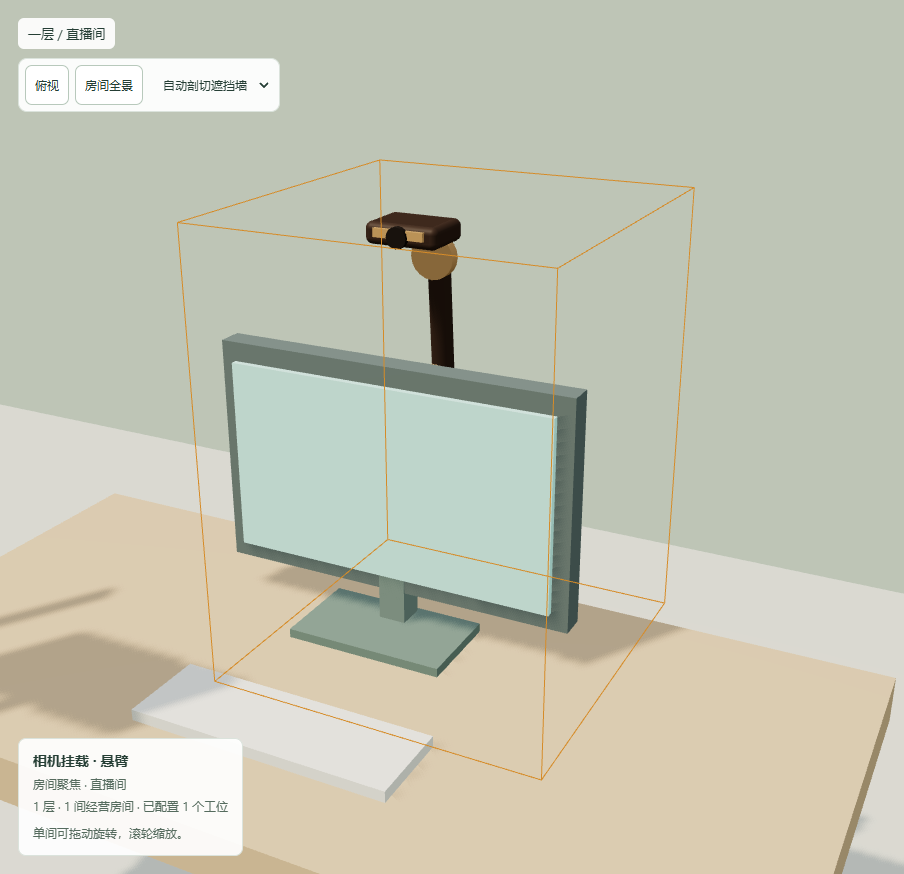 一层 / 直播间
俯视
房间全景
自动剖切遮挡墙
相机挂载 · 悬臂
房间聚焦 · 直播间
1 层 · 1 间经营房间 · 已配置 1 个工位
单间可拖动旋转，滚轮缩放。